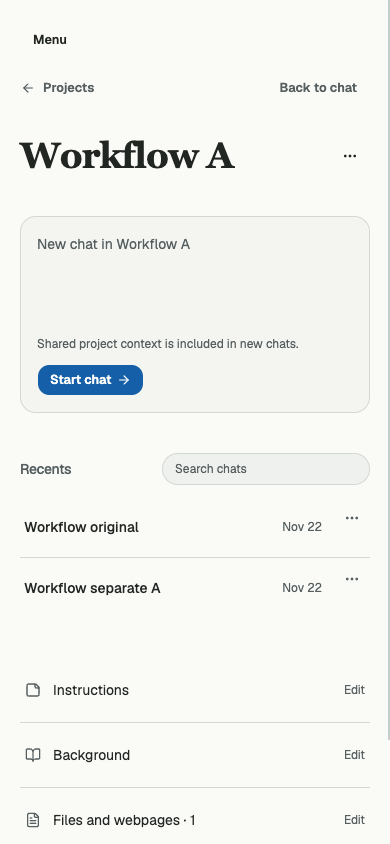 Menu
Projects
Back to chat
Workflow A
New chat in Workflow A
Shared project context is included in new chats.
Start chat
Recents
Search chats
Workflow original
Nov 22
Workflow separate A
Nov 22
Instructions
Edit
Background
Edit
Files and webpages · 1
Edit